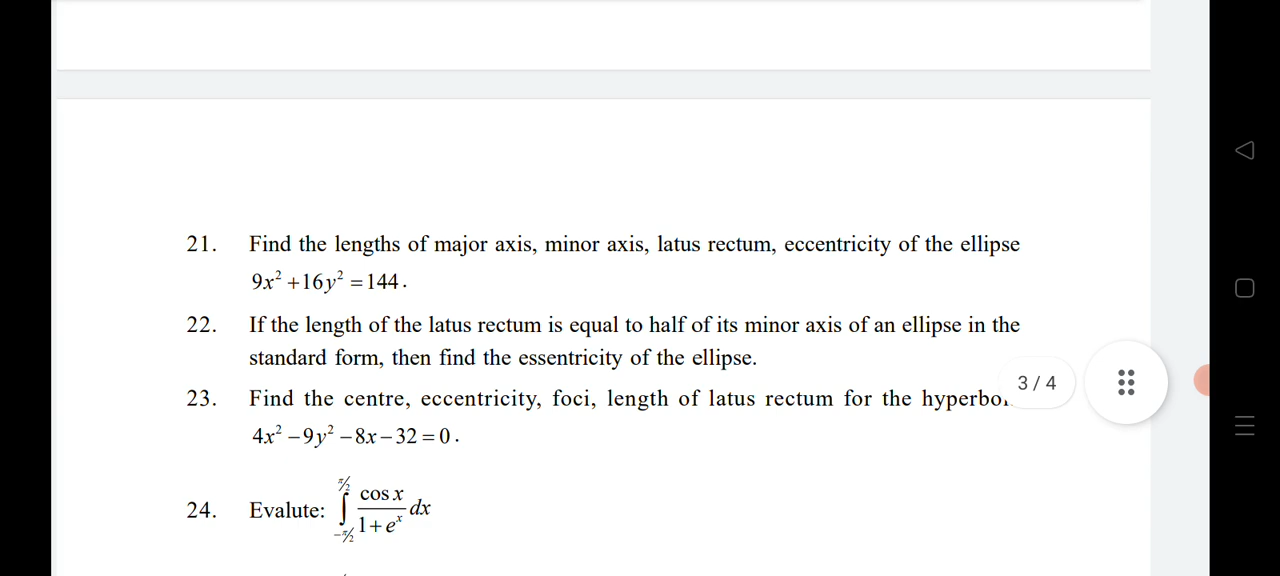 21. Find the lengths of major axis, minor axis, latus rectum, eccentricity of the ellipse
9x² +16y² =144.
22. If the length of the latus rectum is equal to half of its minor axis of an ellipse in the
standard form, then find the essentricity of the ellipse.
23. Find the centre, eccentricity, foci, length of latus rectum for the
4x² −9y² −8x−32=0.
3 / 4
24. Evalute: ∫_{−π/2}^{π/2} cos x / (1+eˣ) dx